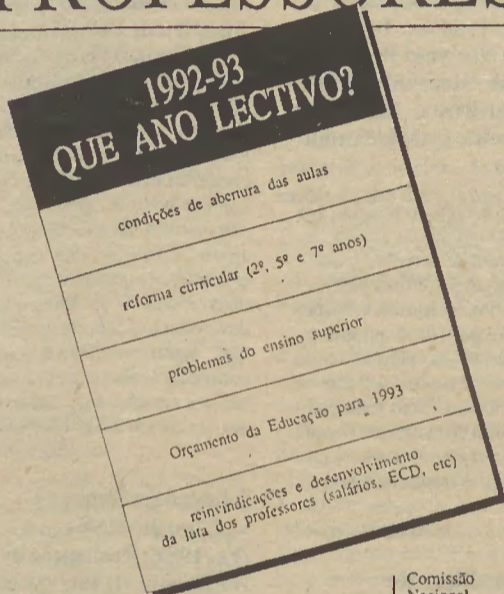 PROFESSORES
1992-93
QUE ANO LECTIVO?
condições de abertura das aulas
reforma curricular (2º, 5º e 7º anos)
problemas do ensino superior
Orçamento da Educação para 1993
reinvindicações e desenvolvimento
da luta dos professores (salários, ECD, etc)
Comissão
Nacional